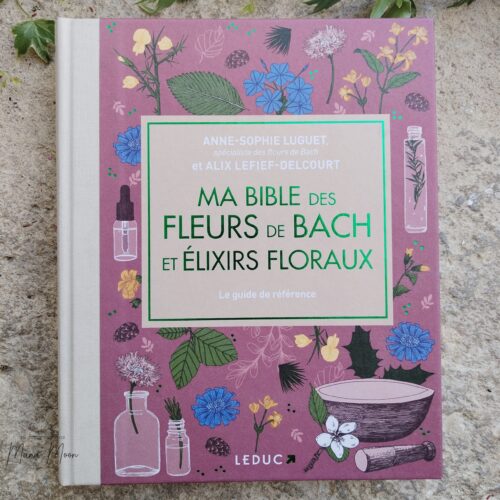 ANNE-SOPHIE LUGUET,
spécialiste des fleurs de Bach
et ALIX LEFIEF-DELCOURT
MA BIBLE DES
FLEURS DE BACH
ET ÉLIXIRS FLORAUX
Le guide de référence
LEDUC
Mana Moon